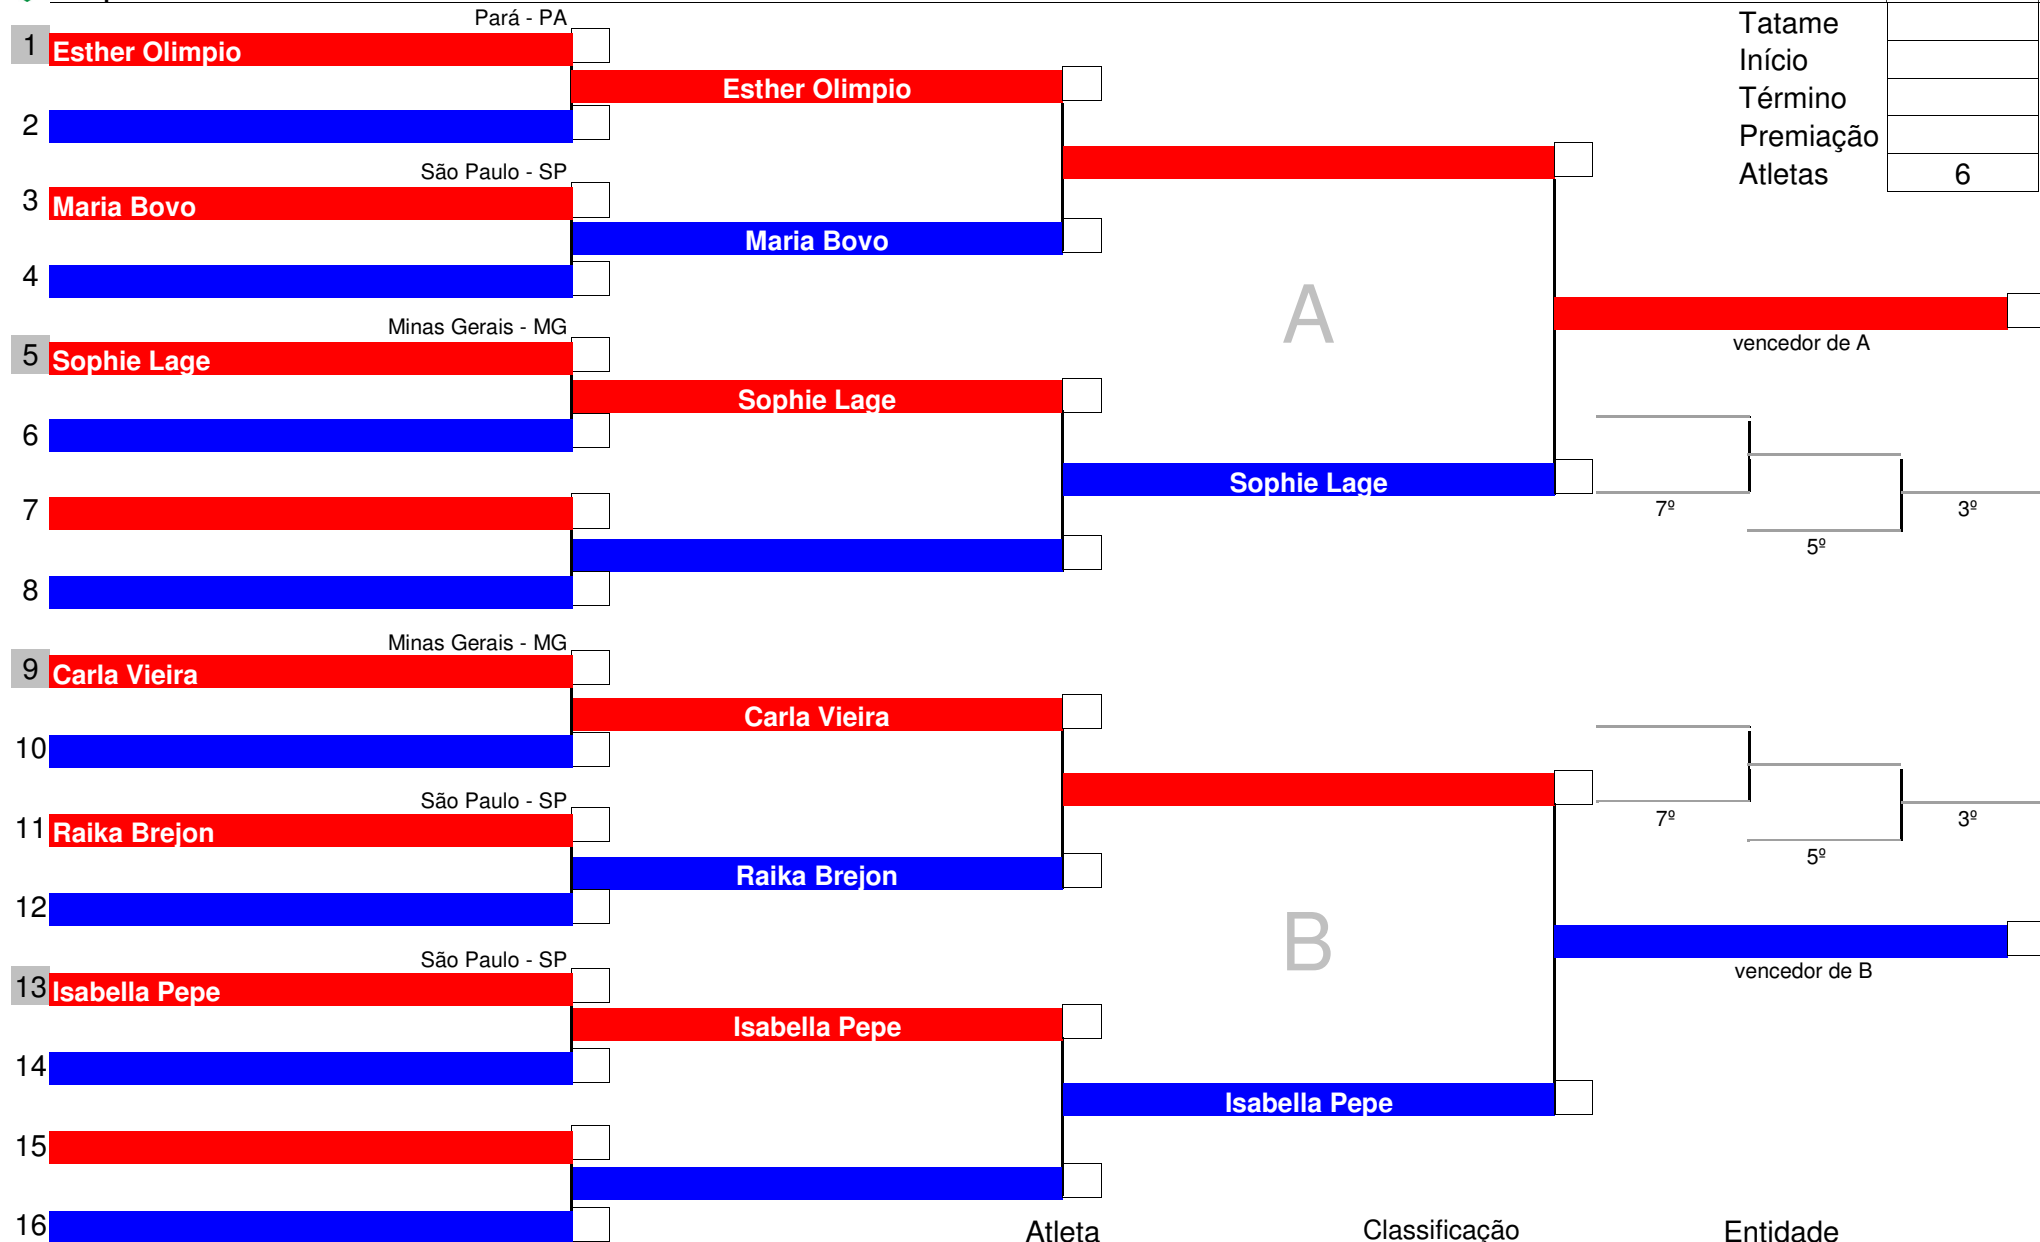 Pará - PA
1 Esther Olimpio
Esther Olimpio
2
São Paulo - SP
3 Maria Bovo
Maria Bovo
4
Minas Gerais - MG
5 Sophie Lage
Sophie Lage
6
Sophie Lage
7
8
Minas Gerais - MG
9 Carla Vieira
Carla Vieira
10
São Paulo - SP
11 Raika Brejon
Raika Brejon
12
São Paulo - SP
13 Isabella Pepe
Isabella Pepe
14
Isabella Pepe
15
16
A
B
Tatame
Início
Término
Premiação
Atletas 6
vencedor de A
7º
3º
5º
7º
3º
5º
vencedor de B
Atleta Classificação Entidade